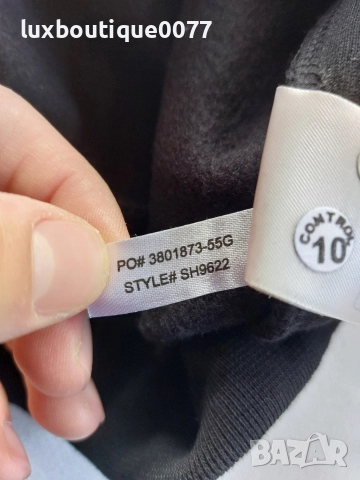 luxboutique0077
PO# 3801873-55G
STYLE# SH9622
CONTROL
10
BAZAR